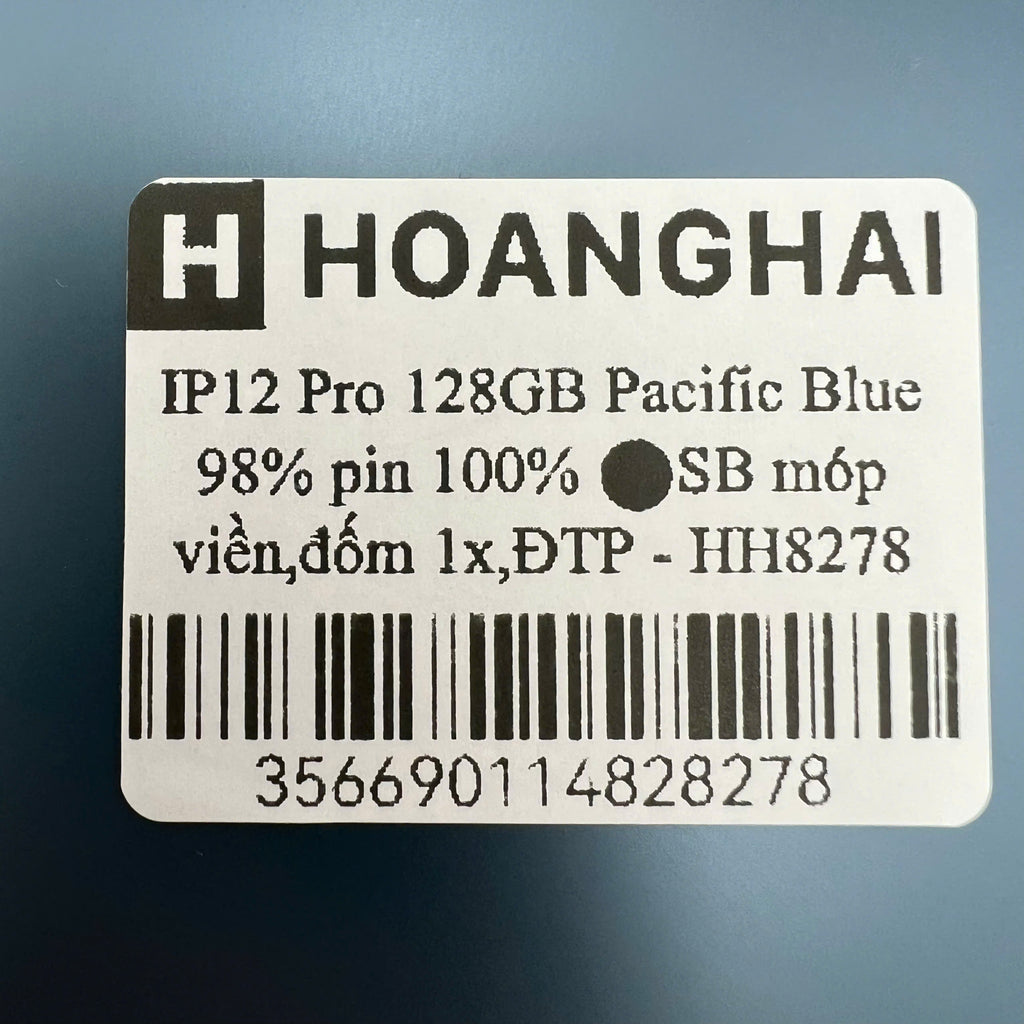 H HOANGHAI
IP12 Pro 128GB Pacific Blue
98% pin 100% ●SB móp
viền,đốm 1x,ĐTP - HH8278
356690114828278